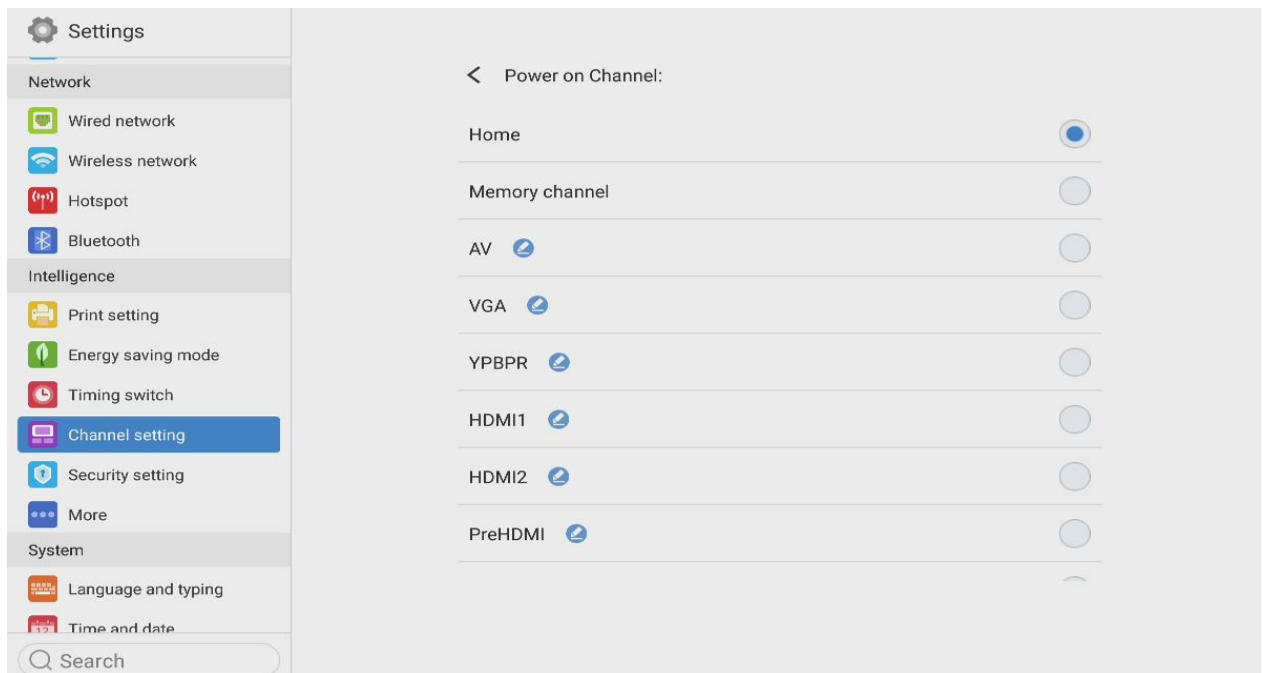 Settings
Network
Wired network
Wireless network
Hotspot
Bluetooth
Intelligence
Print setting
Energy saving mode
Timing switch
Channel setting
Security setting
More
System
Language and typing
12
Time and date
Search
Power on Channel:
Home
Memory channel
AV
VGA
YPBPR
HDMI1
HDMI2
PreHDMI